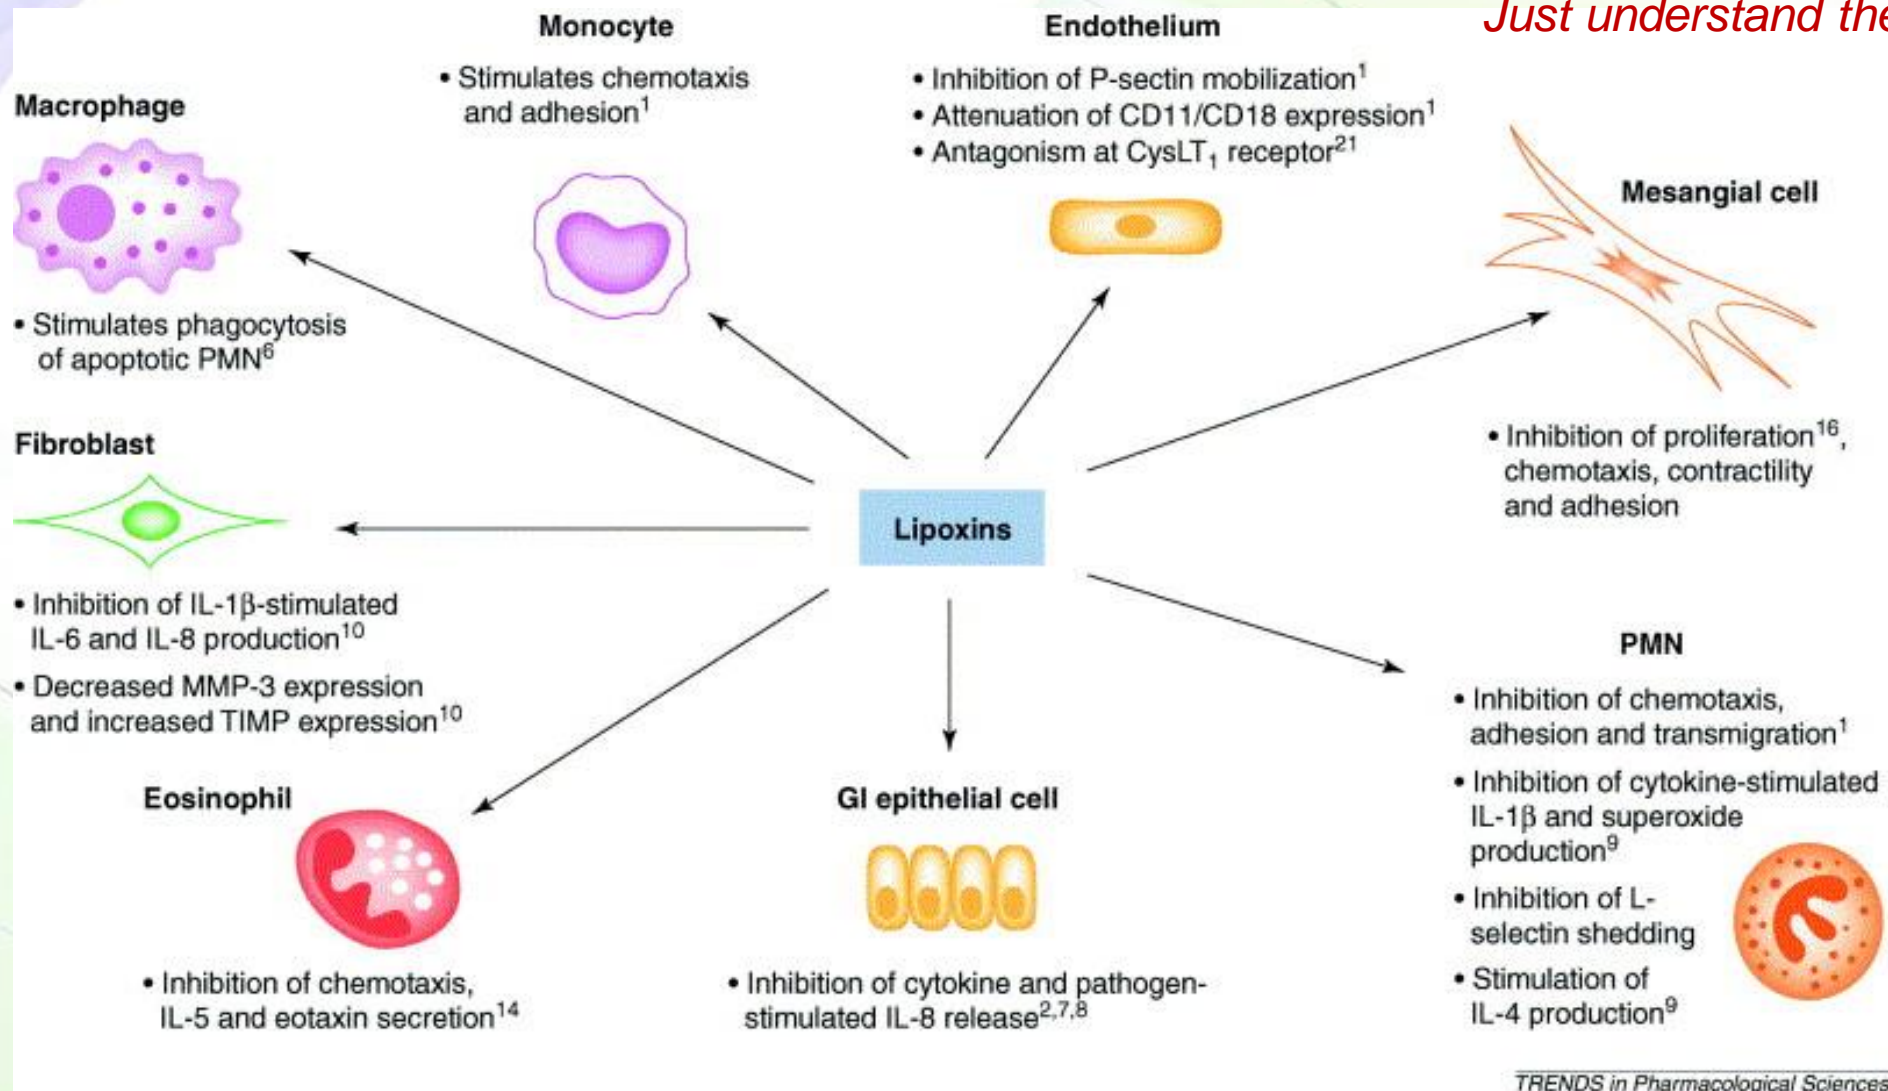 Just understand the
Monocyte
• Stimulates chemotaxis
and adhesion¹
Endothelium
• Inhibition of P-sectin mobilization¹
• Attenuation of CD11/CD18 expression¹
• Antagonism at CysLT₁ receptor²¹
Macrophage
• Stimulates phagocytosis
of apoptotic PMN⁶
Mesangial cell
• Inhibition of proliferation¹⁶,
chemotaxis, contractility
and adhesion
Fibroblast
• Inhibition of IL-1β-stimulated
IL-6 and IL-8 production¹⁰
• Decreased MMP-3 expression
and increased TIMP expression¹⁰
Lipoxins
PMN
• Inhibition of chemotaxis,
adhesion and transmigration¹
• Inhibition of cytokine-stimulated
IL-1β and superoxide
production⁹
• Inhibition of L-
selectin shedding
• Stimulation of
IL-4 production⁹
Eosinophil
• Inhibition of chemotaxis,
IL-5 and eotaxin secretion¹⁴
GI epithelial cell
• Inhibition of cytokine and pathogen-
stimulated IL-8 release²,⁷,⁸
TRENDS in Pharmacological Sciences